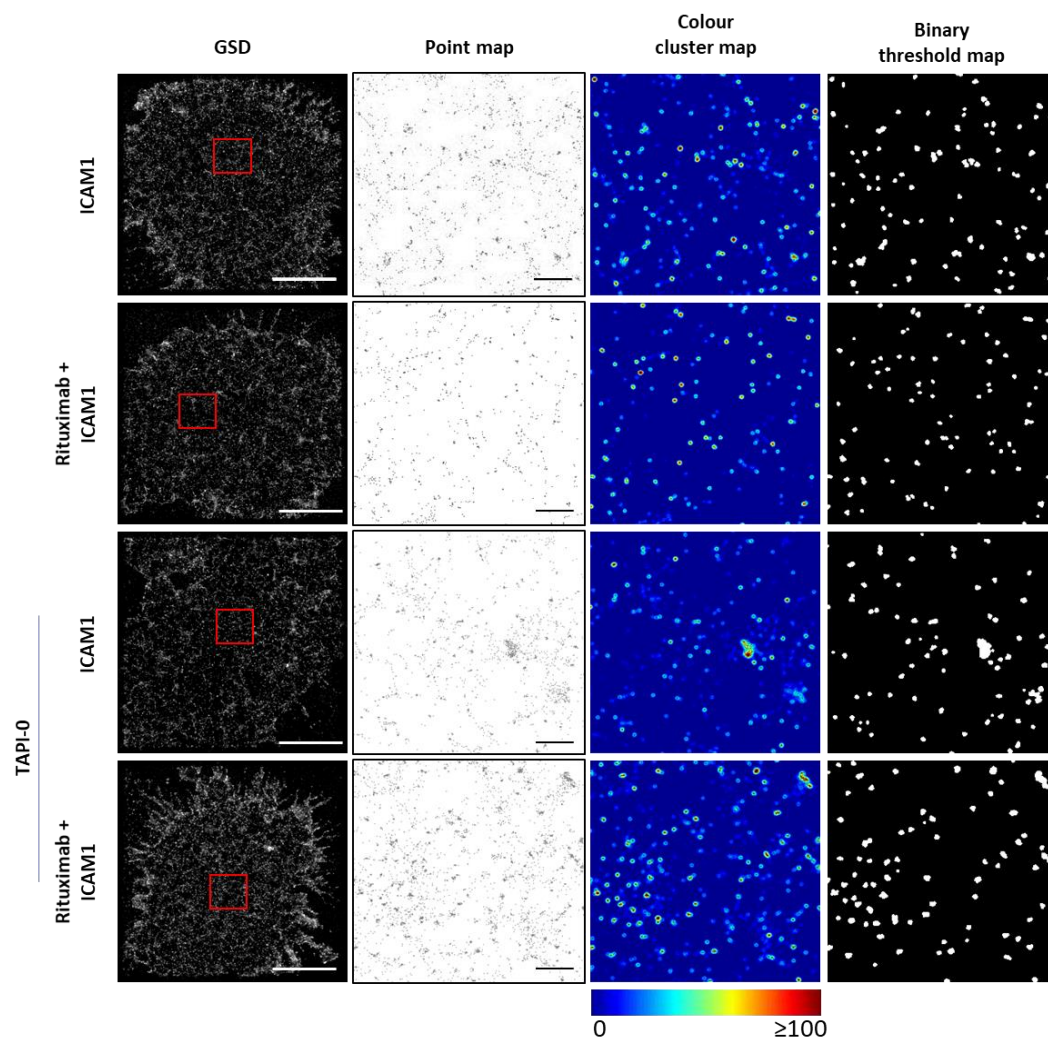 GSD
Point map
Colour
cluster map
Binary
threshold map
ICAM1
Rituximab +
ICAM1
TAPI-0
ICAM1
Rituximab +
ICAM1
0
≥100